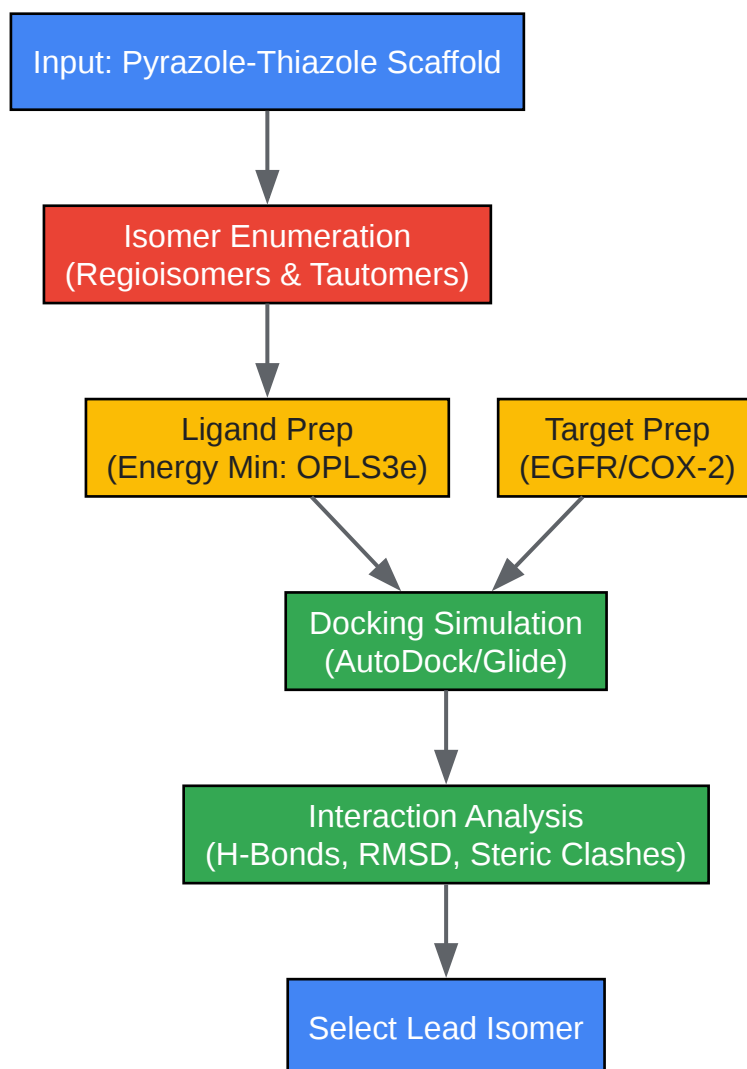 Input: Pyrazole-Thiazole Scaffold
Isomer Enumeration
(Regioisomers & Tautomers)
Ligand Prep
(Energy Min: OPLS3e)
Target Prep
(EGFR/COX-2)
Docking Simulation
(AutoDock/Glide)
Interaction Analysis
(H-Bonds, RMSD, Steric Clashes)
Select Lead Isomer